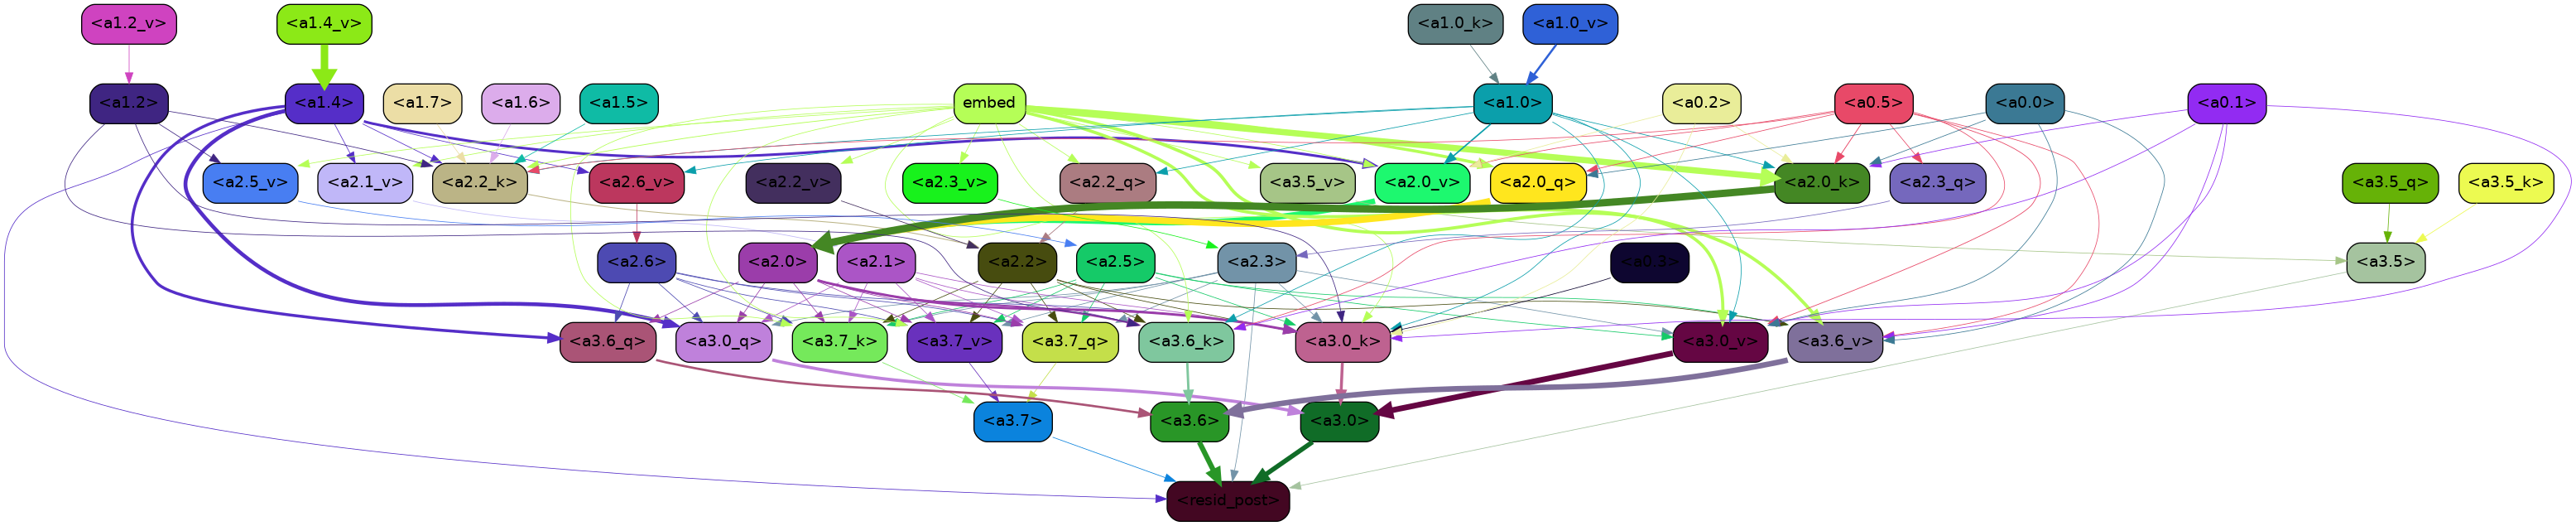 <a1.2_v> <a1.4_v> <a1.0_k> <a1.0_v>
<a1.2> <a1.4> <a1.7> <a1.6> <a1.5> embed <a1.0> <a0.2> <a0.5> <a0.0> <a0.1>
<a2.5_v> <a2.1_v> <a2.2_k> <a2.6_v> <a2.2_v> <a2.3_v> <a2.2_q> <a3.5_v> <a2.0_v> <a2.0_q> <a2.0_k> <a2.3_q> <a3.5_q> <a3.5_k>
<a2.6> <a2.0> <a2.1> <a2.2> <a2.5> <a2.3> <a0.3> <a3.5>
<a3.6_q> <a3.0_q> <a3.7_k> <a3.7_v> <a3.7_q> <a3.6_k> <a3.0_k> <a3.0_v> <a3.6_v>
<a3.7> <a3.6> <a3.0>
<resid_post>